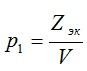 p₁ = Zэк / V